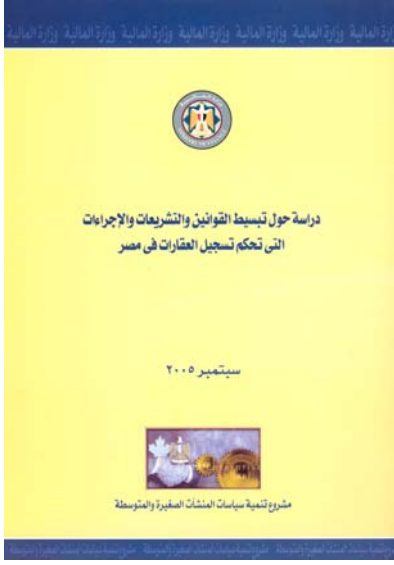 وزارة المالية وزارة المالية وزارة المالية وزارة المالية وزارة المالية
دراسة حول تبسيط القوانين والتشريعات والإجراءات
التى تحكم تسجيل العقارات فى مصر
سبتمبر ٢٠٠٥
مشروع تنمية سياسات المنشآت الصغيرة والمتوسطة